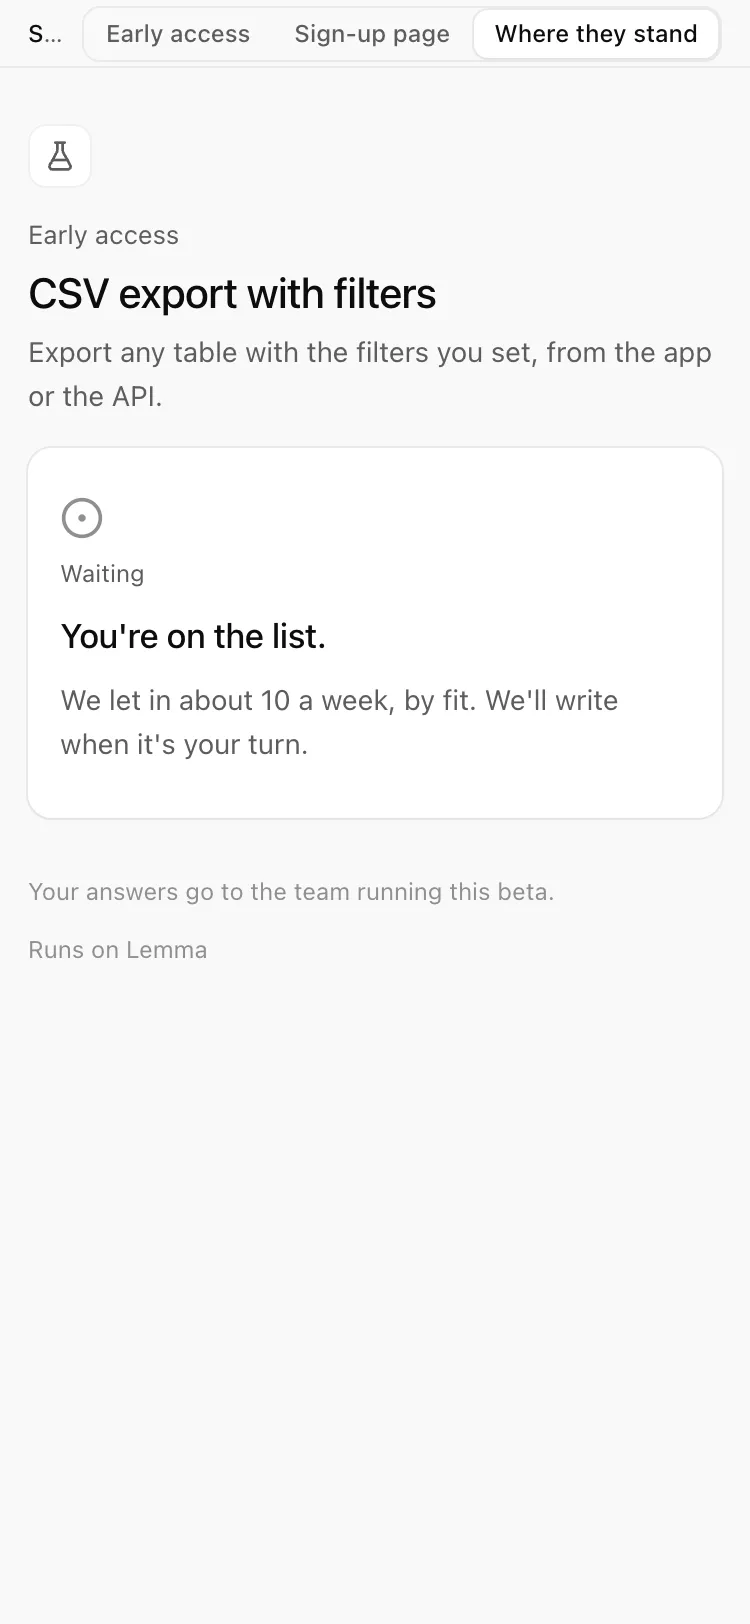 S...
Early access
Sign-up page
Where they stand
Early access
CSV export with filters
Export any table with the filters you set, from the app
or the API.
Waiting
You're on the list.
We let in about 10 a week, by fit. We'll write
when it's your turn.
Your answers go to the team running this beta.
Runs on Lemma